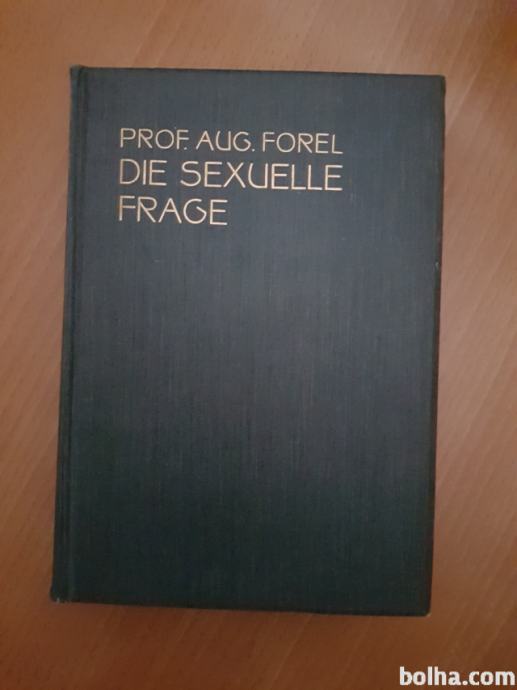 PROF. AUG. FOREL
DIE SEXUELLE
FRAGE
bolha.com